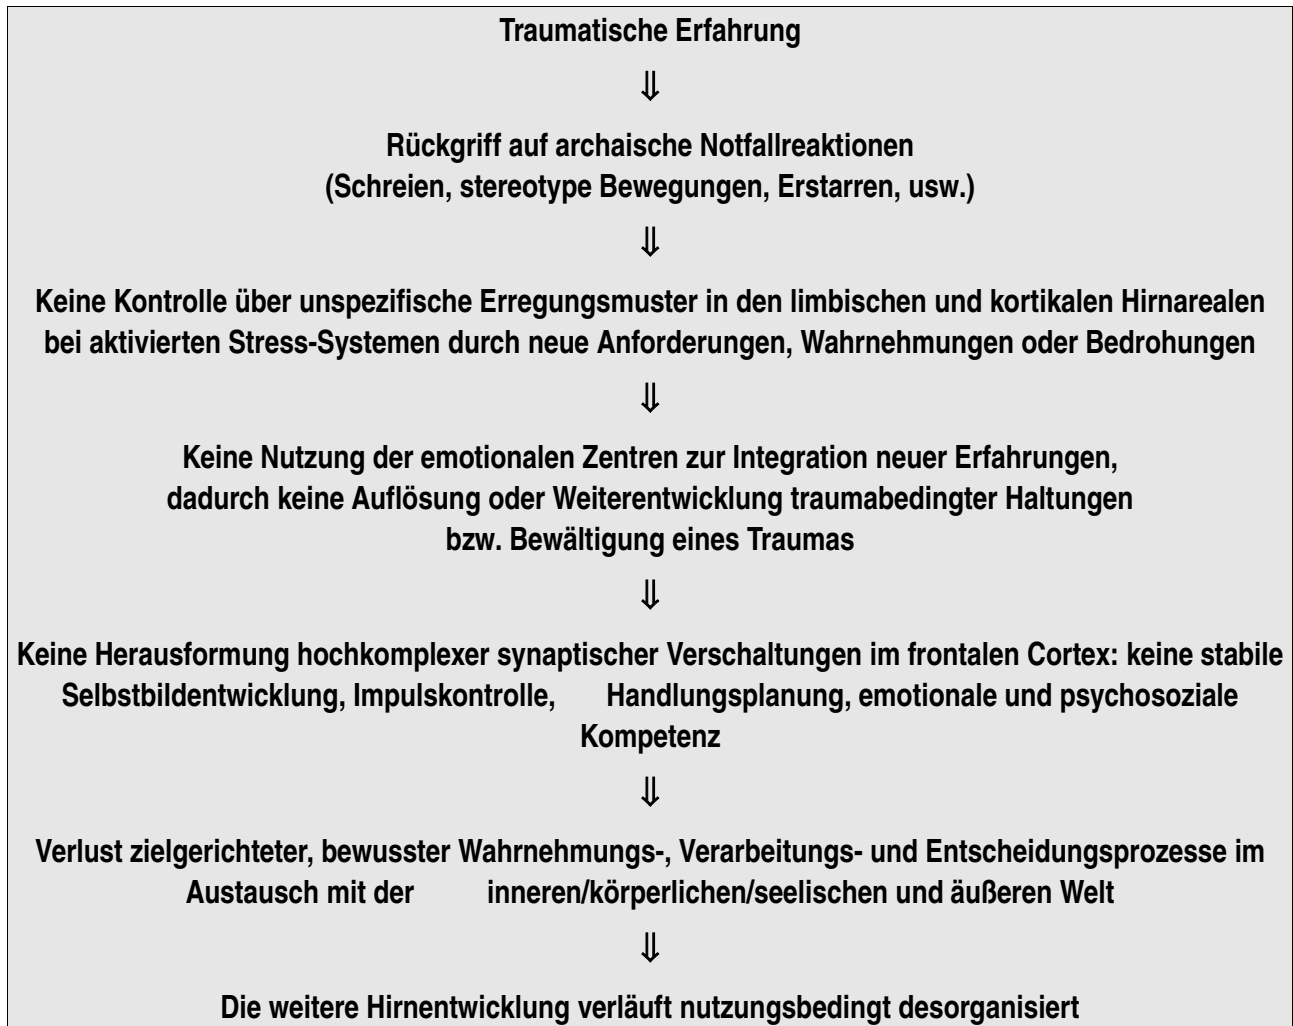 Traumatische Erfahrung
⇓
Rückgriff auf archaische Notfallreaktionen
(Schreien, stereotype Bewegungen, Erstarren, usw.)
⇓
Keine Kontrolle über unspezifische Erregungsmuster in den limbischen und kortikalen Hirnarealen
bei aktivierten Stress-Systemen durch neue Anforderungen, Wahrnehmungen oder Bedrohungen
⇓
Keine Nutzung der emotionalen Zentren zur Integration neuer Erfahrungen,
dadurch keine Auflösung oder Weiterentwicklung traumabedingter Haltungen
bzw. Bewältigung eines Traumas
⇓
Keine Herausformung hochkomplexer synaptischer Verschaltungen im frontalen Cortex: keine stabile
Selbstbildentwicklung, Impulskontrolle, Handlungsplanung, emotionale und psychosoziale
Kompetenz
⇓
Verlust zielgerichteter, bewusster Wahrnehmungs-, Verarbeitungs- und Entscheidungsprozesse im
Austausch mit der inneren/körperlichen/seelischen und äußeren Welt
⇓
Die weitere Hirnentwicklung verläuft nutzungsbedingt desorganisiert